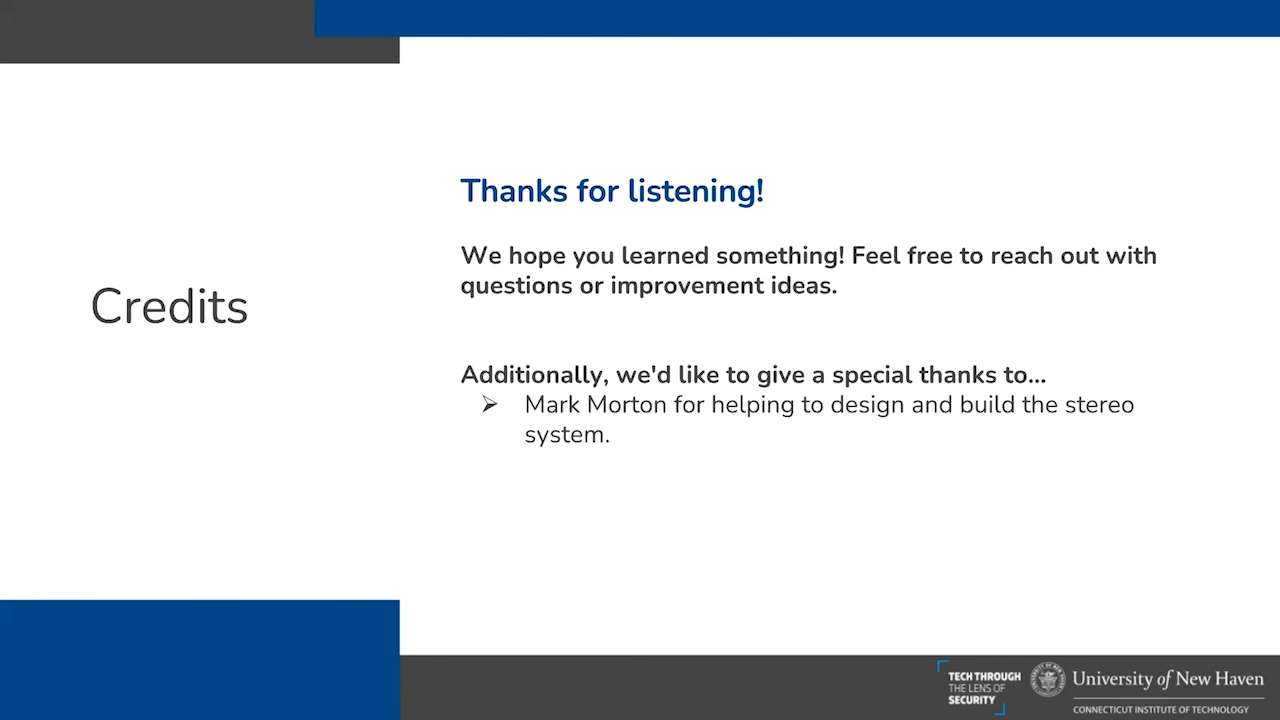 Credits
Thanks for listening!
We hope you learned something! Feel free to reach out with
questions or improvement ideas.
Additionally, we'd like to give a special thanks to...
➢ Mark Morton for helping to design and build the stereo
system.
TECH THROUGH
THE LENS OF
SECURITY
University of New Haven
CONNECTICUT INSTITUTE OF TECHNOLOGY